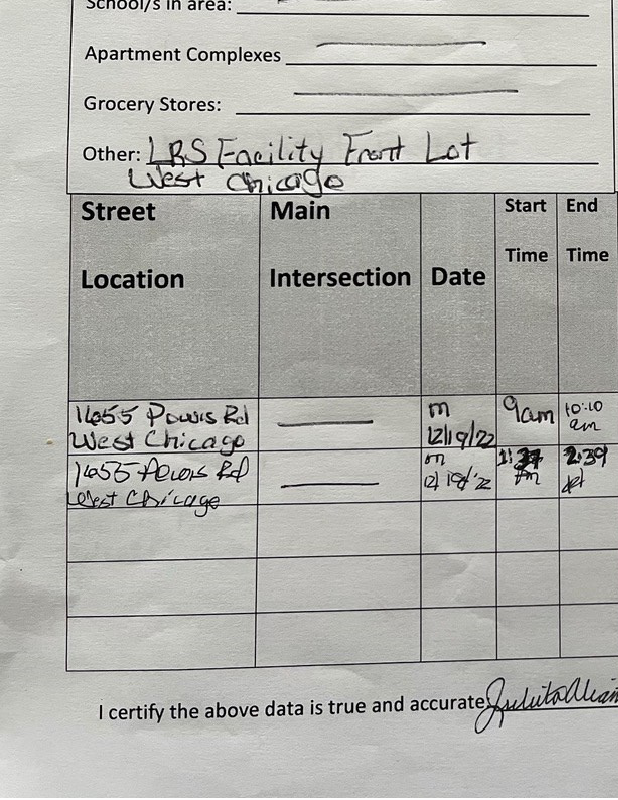 School/s in area:
Apartment Complexes
Grocery Stores:
Other: LRS Facility Front Lot
West Chicago
Street Location Main Intersection Date Start Time End Time
1655 Powis Rd West Chicago m 12/19/22 9am 10:10 am
1655 Powis Rd West Chicago m 12/19/22 2:39
I certify the above data is true and accurate